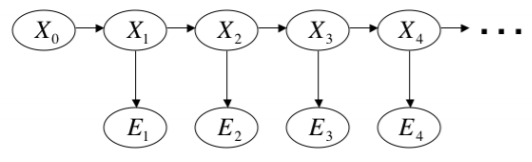 X₀ X₁ X₂ X₃ X₄ ...
E₁ E₂ E₃ E₄